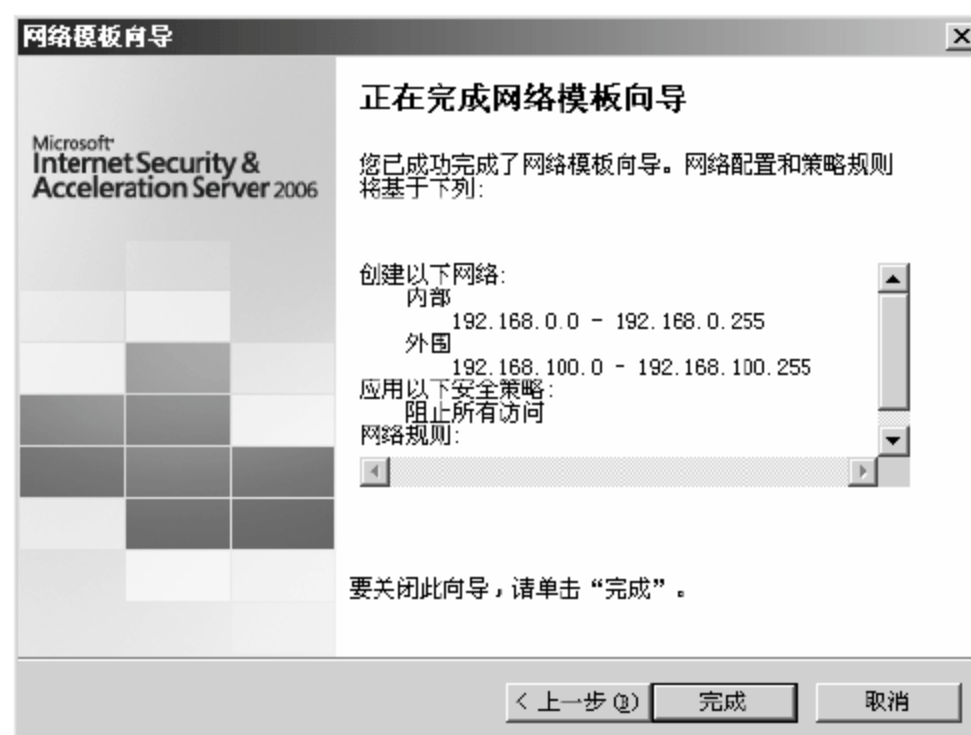 网络模板向导
Microsoft
Internet Security &
Acceleration Server 2006
正在完成网络模板向导
您已成功完成了网络模板向导。网络配置和策略规则
将基于下列:
创建以下网络:
内部
192.168.0.0 - 192.168.0.255
外围
192.168.100.0 - 192.168.100.255
应用以下安全策略:
阻止所有访问
网络规则:
要关闭此向导，请单击“完成”。
< 上一步(B)
完成
取消